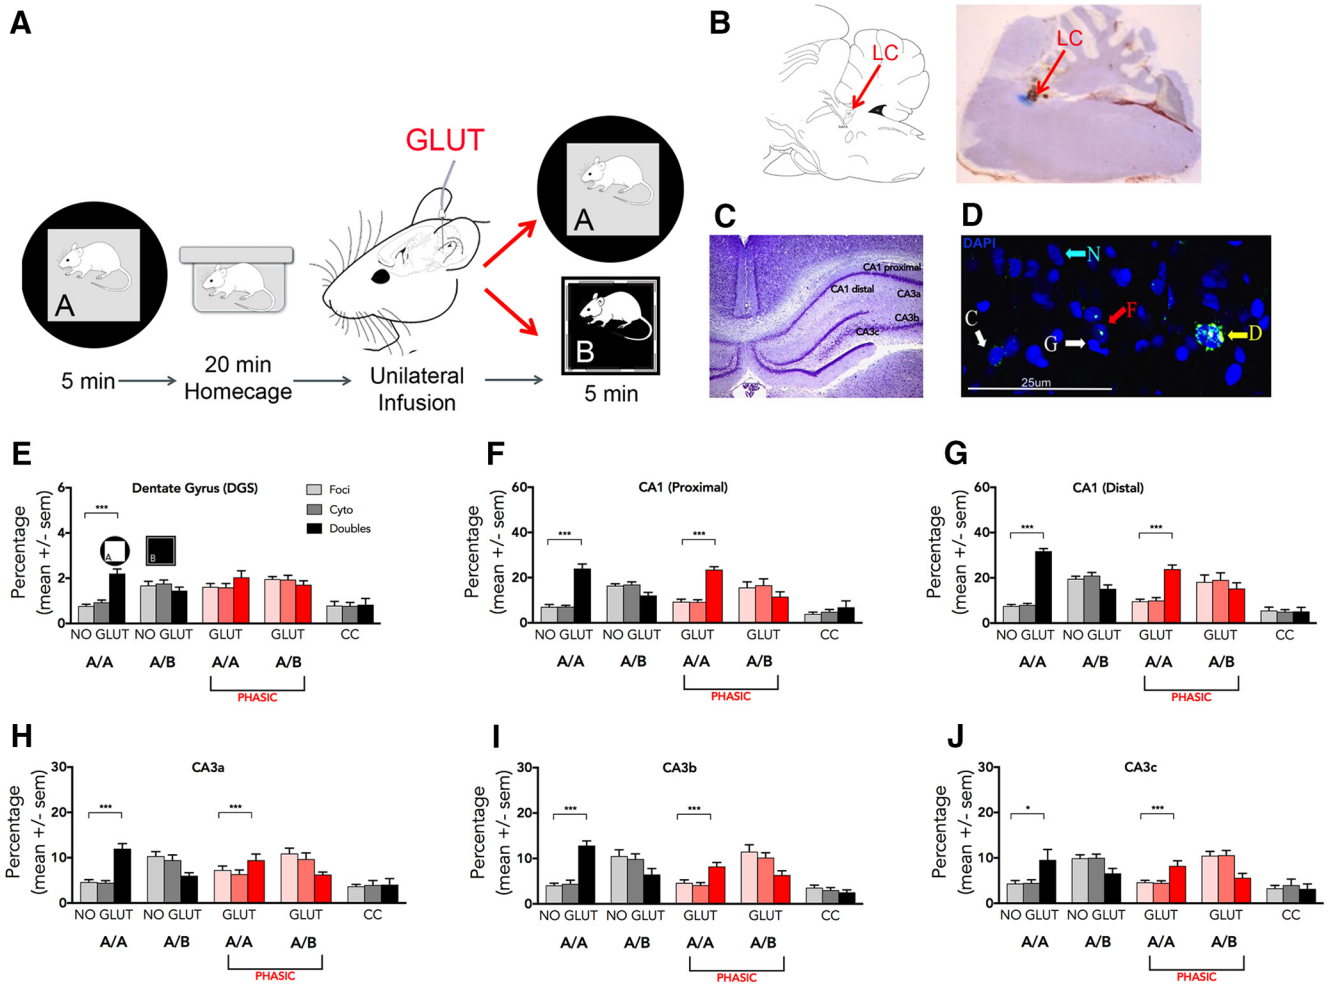 A
GLUT
A
A
B
5 min
20 min
Homecage
Unilateral
Infusion
5 min
B
LC
LC
C
CA1 proximal
CA1 distal
CA3a
CA3b
CA3c
D
DAPI
N
C
F
G
D
25um
E
Dentate Gyrus (DGS)
Percentage
(mean +/- sem)
6
4
2
0
***
A
B
Foci
Cyto
Doubles
NO GLUT NO GLUT GLUT GLUT CC
A/A A/B A/A A/B
PHASIC
F
CA1 (Proximal)
Percentage
(mean +/- sem)
60
40
20
0
*** ***
NO GLUT NO GLUT GLUT GLUT CC
A/A A/B A/A A/B
PHASIC
G
CA1 (Distal)
Percentage
(mean +/- sem)
60
40
20
0
*** ***
NO GLUT NO GLUT GLUT GLUT CC
A/A A/B A/A A/B
PHASIC
H
CA3a
Percentage
(mean +/- sem)
30
20
10
0
*** ***
NO GLUT NO GLUT GLUT GLUT CC
A/A A/B A/A A/B
PHASIC
I
CA3b
Percentage
(mean +/- sem)
30
20
10
0
*** ***
NO GLUT NO GLUT GLUT GLUT CC
A/A A/B A/A A/B
PHASIC
J
CA3c
Percentage
(mean +/- sem)
30
20
10
0
* ***
NO GLUT NO GLUT GLUT GLUT CC
A/A A/B A/A A/B
PHASIC